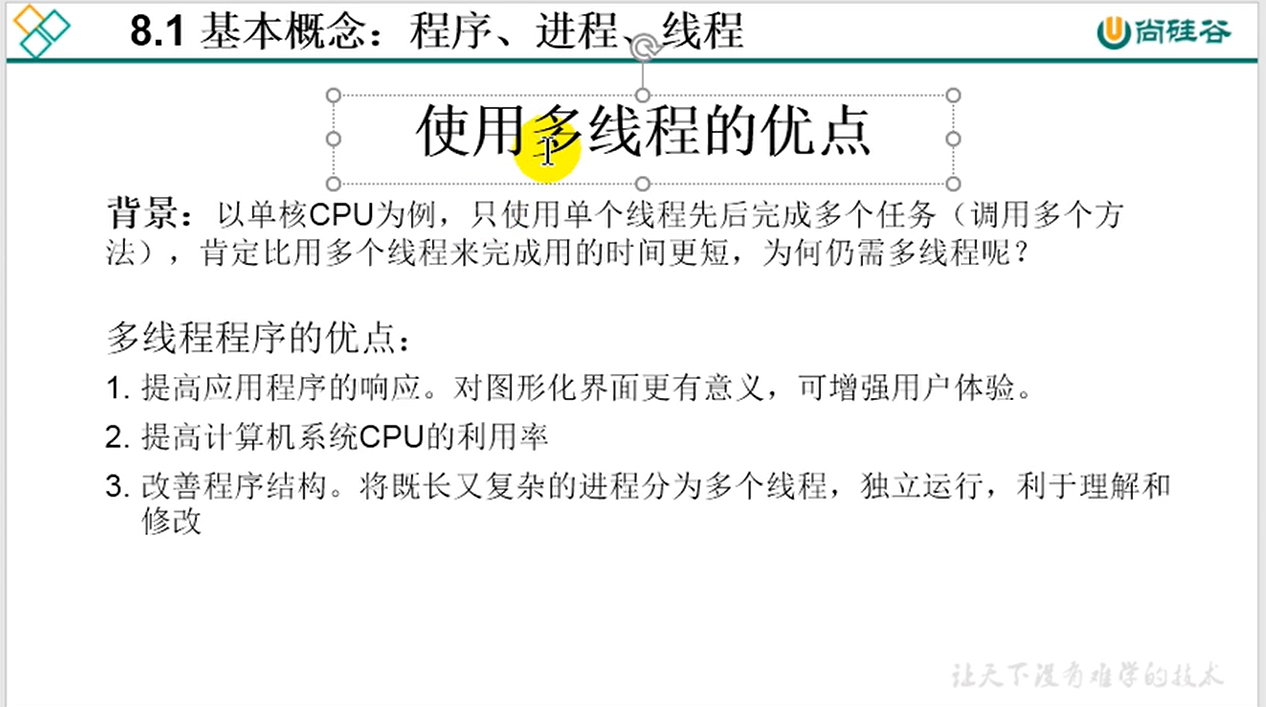 8.1 基本概念：程序、进程、线程
尚硅谷
使用多线程的优点
背景：以单核CPU为例，只使用单个线程先后完成多个任务（调用多个方
法），肯定比用多个线程来完成用的时间更短，为何仍需多线程呢？
多线程程序的优点：
1. 提高应用程序的响应。对图形化界面更有意义，可增强用户体验。
2. 提高计算机系统CPU的利用率
3. 改善程序结构。将既长又复杂的进程分为多个线程，独立运行，利于理解和
修改
让天下没有难学的技术